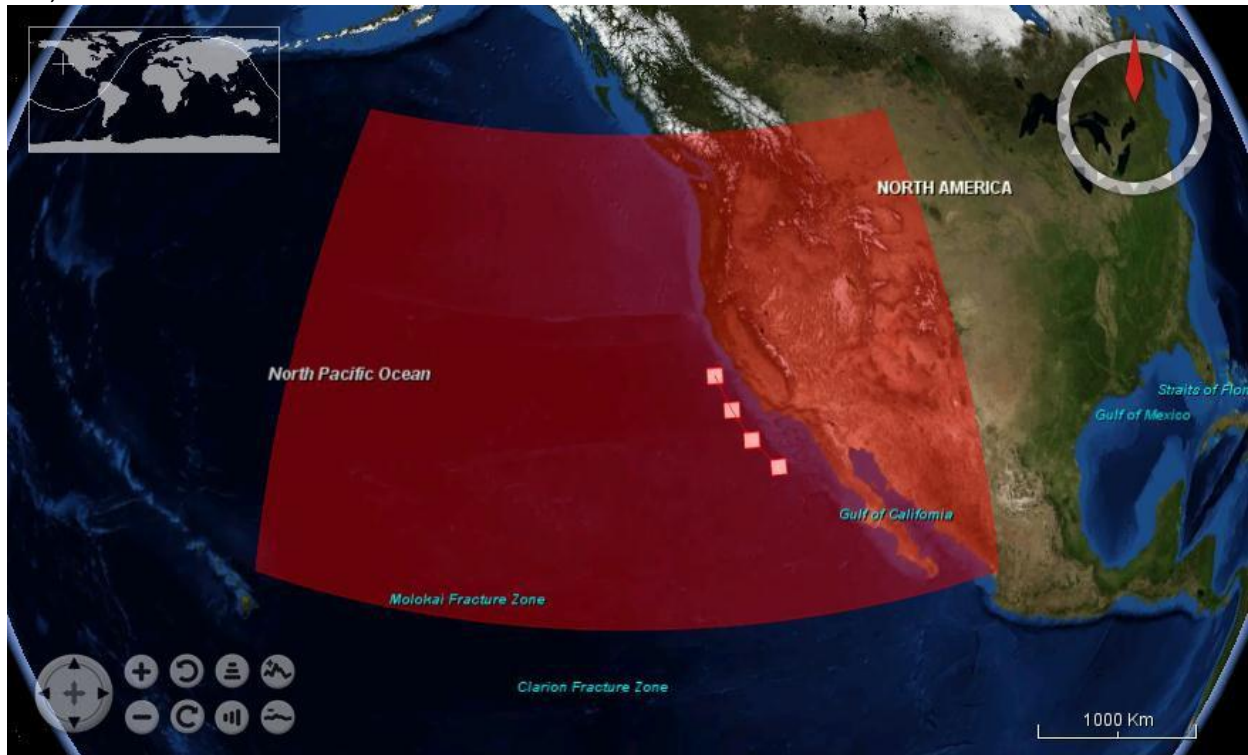 NORTH AMERICA
North Pacific Ocean
Straits of Flor
Gulf of Mexico
Gulf of California
Molokai Fracture Zone
Clarion Fracture Zone
1000 Km